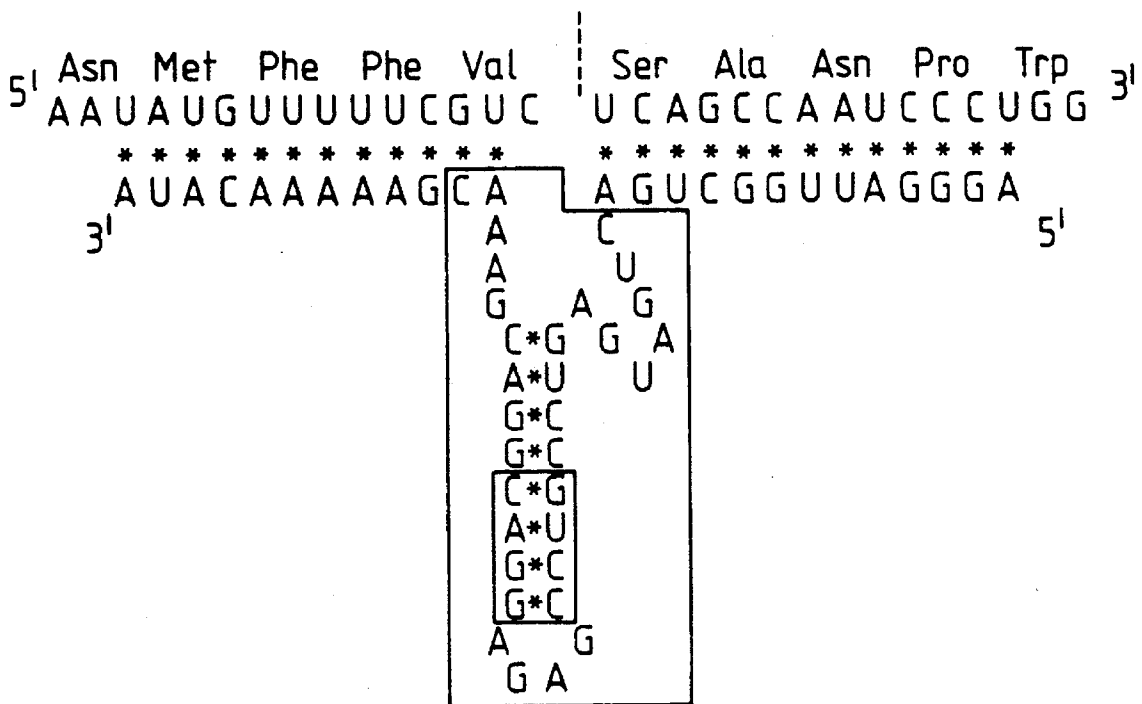 Asn Met Phe Phe Val Ser Ala Asn Pro Trp
5' AAUAUGUUUUUCGUC UCAGCCAAUCCCUGG 3'
* * * * * * * * * * * * * * * * * * * * * * * *
AUACAAAAAGCA AGUCGGUUAGGGA
3' A C 5'
A U
G A G
C*G G A
A*U U
G*C
G*C
C*G
A*U
G*C
G*C
A G
G A